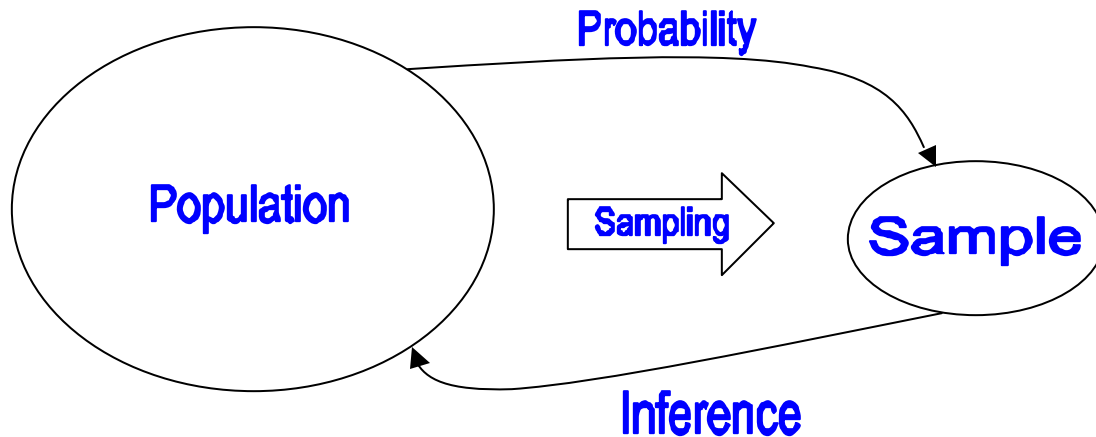 Probability
Population
Sampling
Sample
Inference